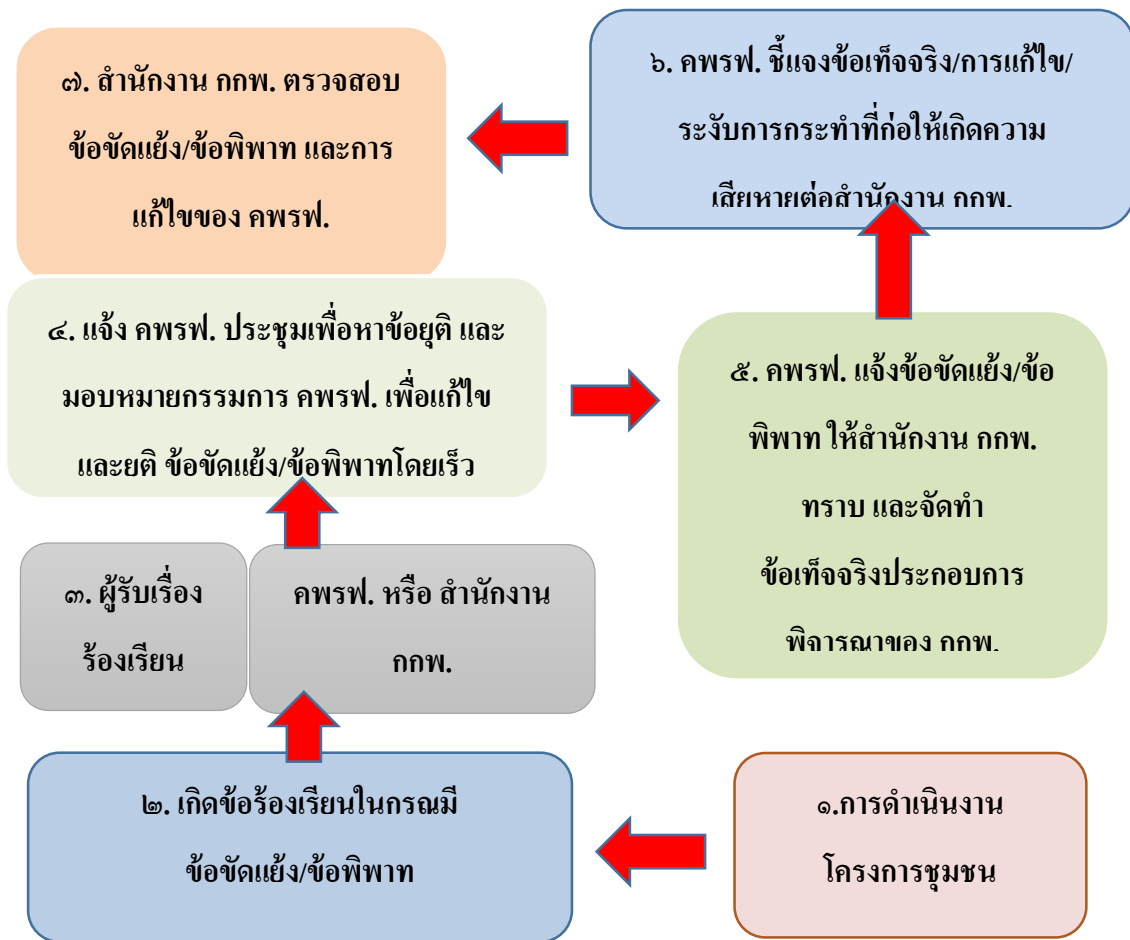 ๗. สำนักงาน กกพ. ตรวจสอบ
ข้อขัดแย้ง/ข้อพิพาท และการ
แก้ไขของ คพรฟ.
๖. คพรฟ. ชี้แจงข้อเท็จจริง/การแก้ไข/
ระงับการกระทำที่ก่อให้เกิดความ
เสียหายต่อสำนักงาน กกพ.
๔. แจ้ง คพรฟ. ประชุมเพื่อหาข้อยุติ และ
มอบหมายกรรมการ คพรฟ. เพื่อแก้ไข
และยติ ข้อขัดแย้ง/ข้อพิพาทโดยเร็ว
๕. คพรฟ. แจ้งข้อขัดแย้ง/ข้อ
พิพาท ให้สำนักงาน กกพ.
ทราบ และจัดทำ
ข้อเท็จจริงประกอบการ
พิจารณาของ กกพ.
๓. ผู้รับเรื่อง
ร้องเรียน
คพรฟ. หรือ สำนักงาน
กกพ.
๒. เกิดข้อร้องเรียนในกรณมี
ข้อขัดแย้ง/ข้อพิพาท
๑.การดำเนินงาน
โครงการชุมชน